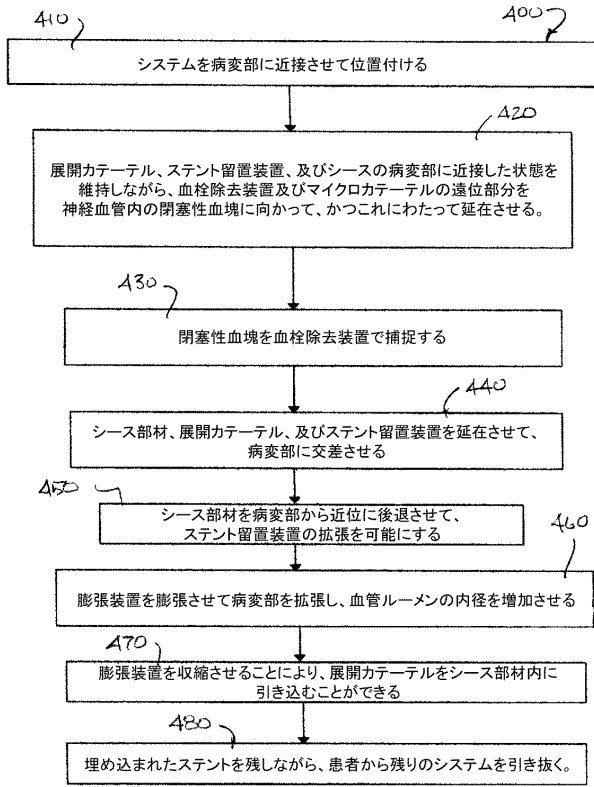 410
400
システムを病変部に近接させて位置付ける
420
展開カテーテル、ステント留置装置、及びシースの病変部に近接した状態を
維持しながら、血栓除去装置及びマイクロカテーテルの遠位部分を
神経血管内の閉塞性血塊に向かって、かつこれにわたって延在させる。
430
閉塞性血塊を血栓除去装置で捕捉する
440
シース部材、展開カテーテル、及びステント留置装置を延在させて、
病変部に交差させる
450
シース部材を病変部から近位に後退させて、
ステント留置装置の拡張を可能にする
460
膨張装置を膨張させて病変部を拡張し、血管ルーメンの内径を増加させる
470
膨張装置を収縮させることにより、展開カテーテルをシース部材内に
引き込むことができる
480
埋め込まれたステントを残しながら、患者から残りのシステムを引き抜く。